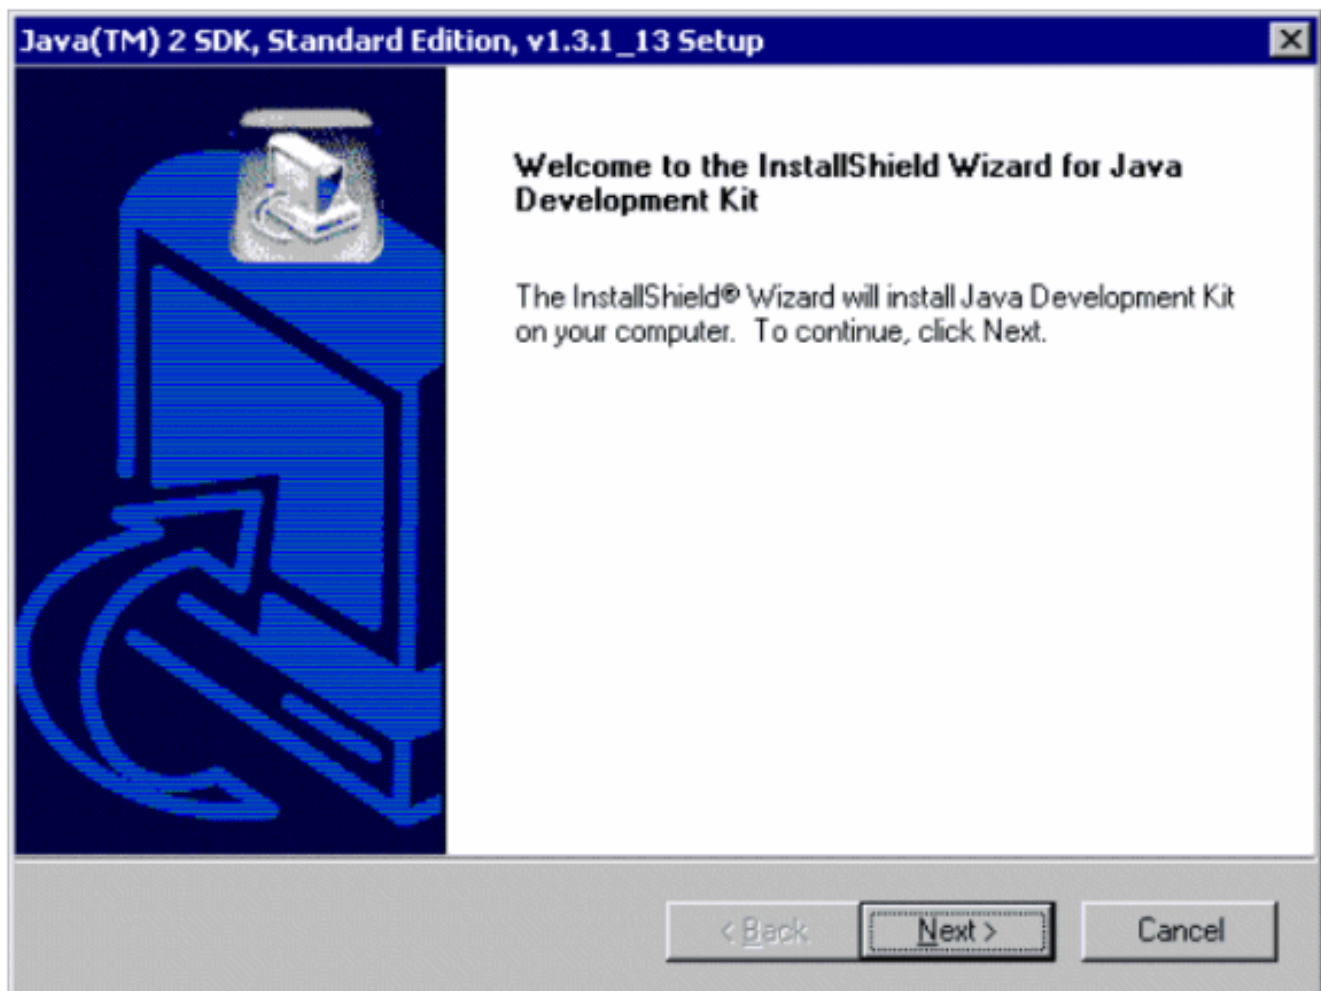 Java(TM) 2 SDK, Standard Edition, v1.3.1_13 Setup
Welcome to the InstallShield Wizard for Java
Development Kit
The InstallShield® Wizard will install Java Development Kit
on your computer.  To continue, click Next.
< Back
Next >
Cancel